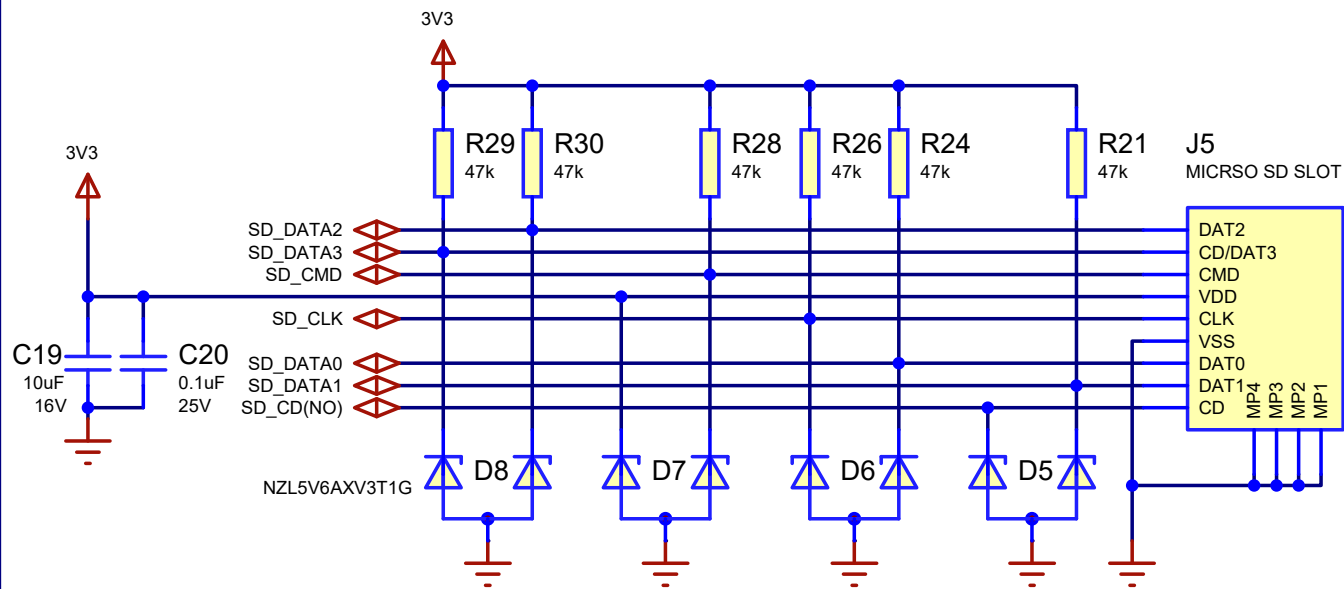 3V3
R29
47k
R30
47k
R28
47k
R26
47k
R24
47k
R21
47k
J5
MICRSO SD SLOT
3V3
SD_DATA2
SD_DATA3
SD_CMD
SD_CLK
SD_DATA0
SD_DATA1
SD_CD(NO)
DAT2
CD/DAT3
CMD
VDD
CLK
VSS
DAT0
DAT1
CD
MP4
MP3
MP2
MP1
C19
10uF
16V
C20
0.1uF
25V
D8
D7
D6
D5
NZL5V6AXV3T1G